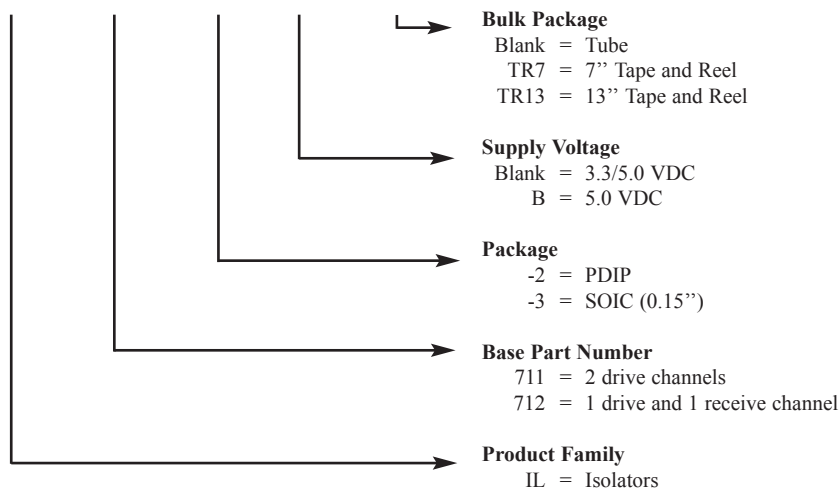 Bulk Package
Blank = Tube
TR7 = 7’’ Tape and Reel
TR13 = 13’’ Tape and Reel
Supply Voltage
Blank = 3.3/5.0 VDC
B = 5.0 VDC
Package
-2 = PDIP
-3 = SOIC (0.15’’)
Base Part Number
711 = 2 drive channels
712 = 1 drive and 1 receive channel
Product Family
IL = Isolators